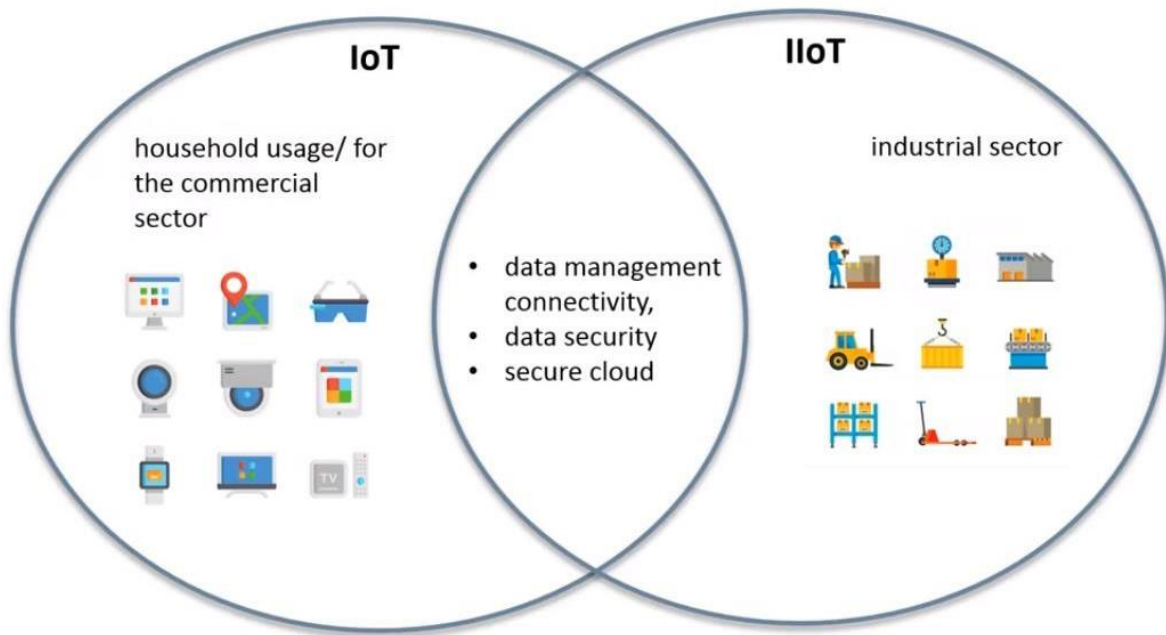 IoT
IIoT
household usage/ for
the commercial
sector
industrial sector
• data management
connectivity,
• data security
• secure cloud
TV